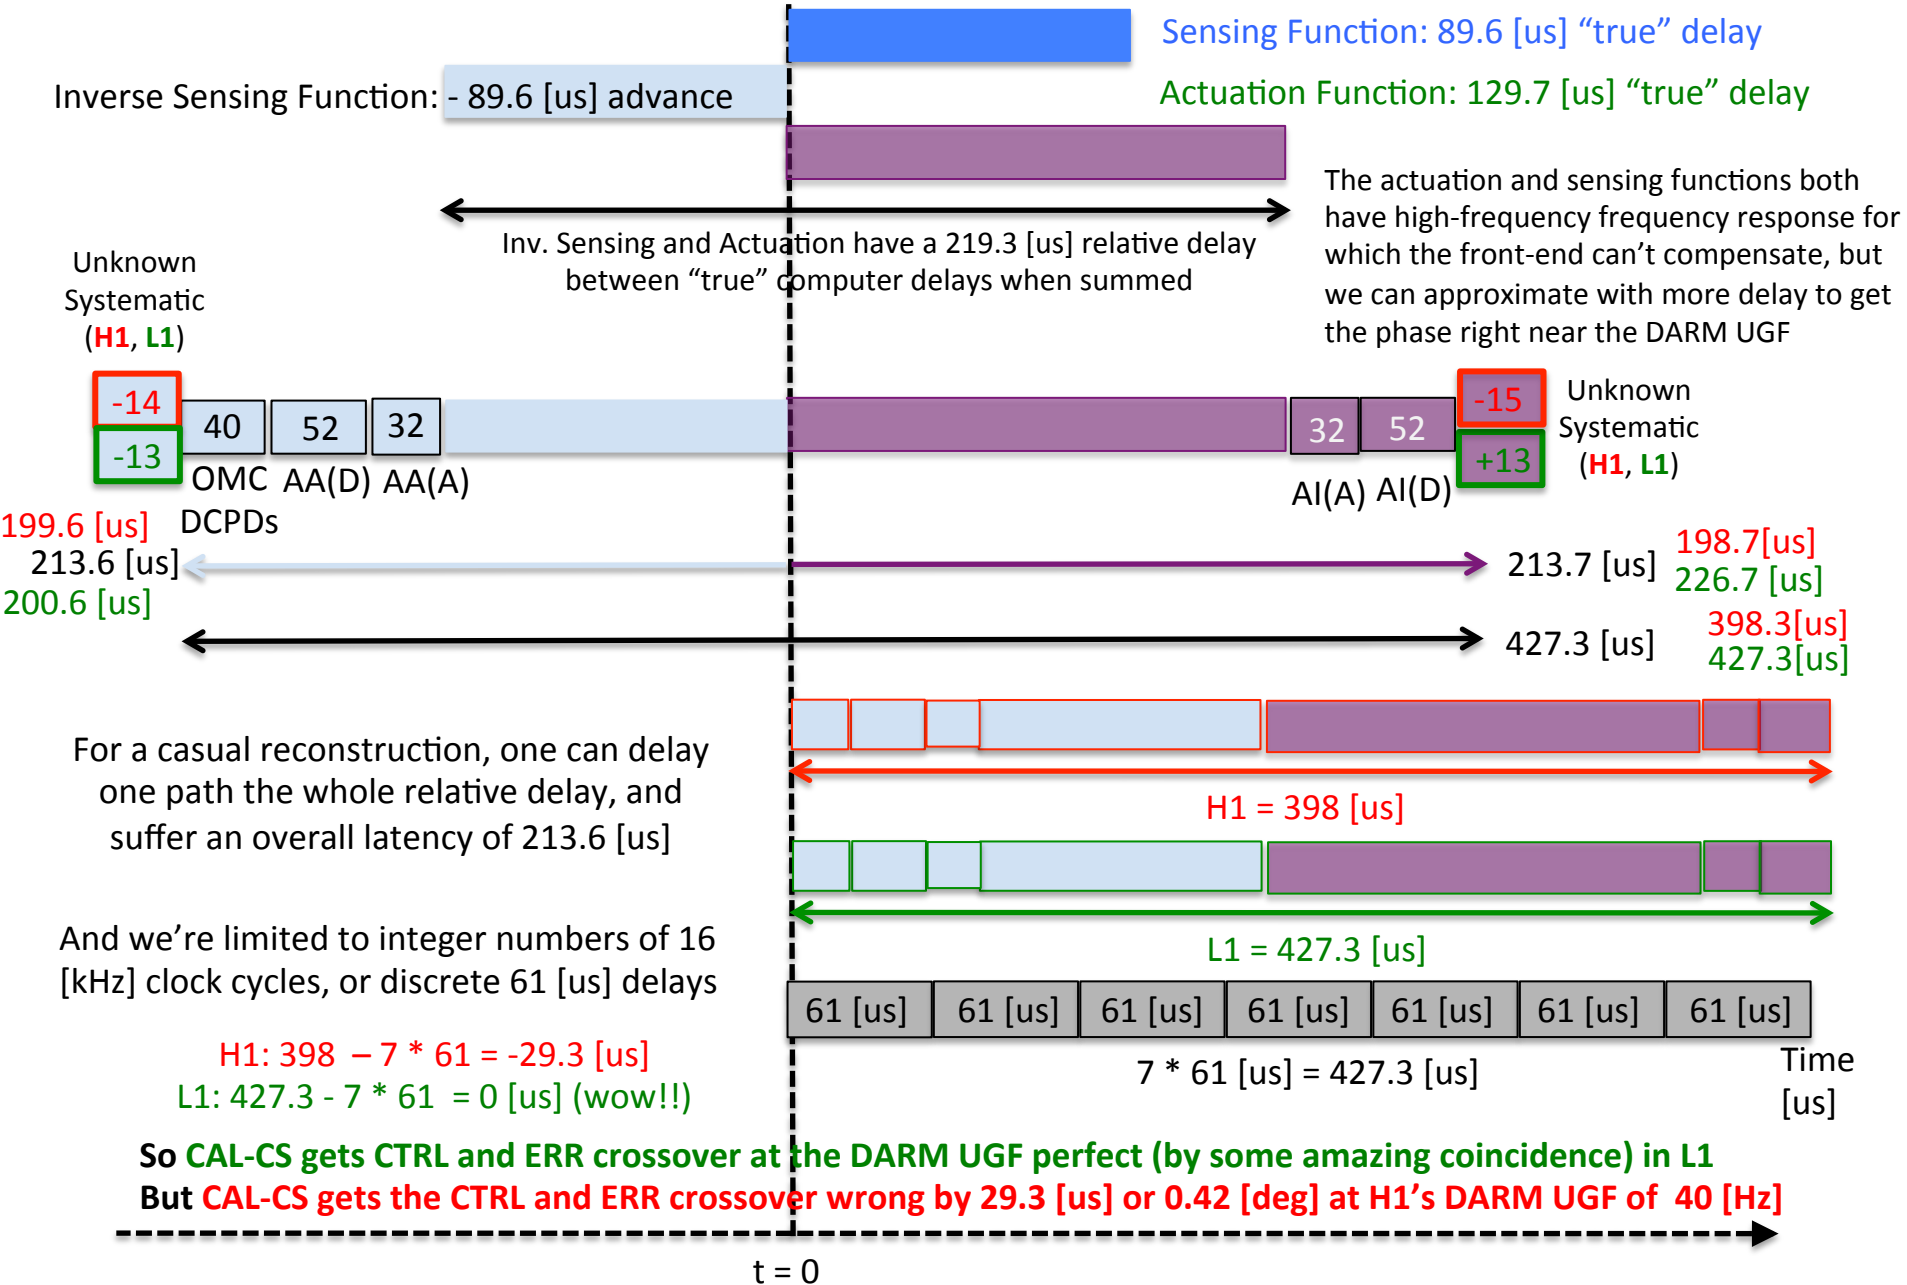 Sensing Function: 89.6 [us] “true” delay
Inverse Sensing Function: - 89.6 [us] advance
Actuation Function: 129.7 [us] “true” delay
The actuation and sensing functions both
have high-frequency frequency response for
which the front-end can’t compensate, but
we can approximate with more delay to get
the phase right near the DARM UGF
Inv. Sensing and Actuation have a 219.3 [us] relative delay
between “true” computer delays when summed
Unknown
Systematic
(H1, L1)
-14
-13
40
52
32
OMC
DCPDs
AA(D)
AA(A)
32
52
AI(A)
AI(D)
-15
+13
Unknown
Systematic
(H1, L1)
199.6 [us]
213.6 [us]
200.6 [us]
213.7 [us]
198.7[us]
226.7 [us]
427.3 [us]
398.3[us]
427.3[us]
For a casual reconstruction, one can delay
one path the whole relative delay, and
suffer an overall latency of 213.6 [us]
H1 = 398 [us]
L1 = 427.3 [us]
And we’re limited to integer numbers of 16
[kHz] clock cycles, or discrete 61 [us] delays
61 [us] 61 [us] 61 [us] 61 [us] 61 [us] 61 [us] 61 [us]
7 * 61 [us] = 427.3 [us]
Time
[us]
H1: 398 – 7 * 61 = -29.3 [us]
L1: 427.3 - 7 * 61 = 0 [us] (wow!!)
So CAL-CS gets CTRL and ERR crossover at the DARM UGF perfect (by some amazing coincidence) in L1
But CAL-CS gets the CTRL and ERR crossover wrong by 29.3 [us] or 0.42 [deg] at H1’s DARM UGF of 40 [Hz]
t = 0